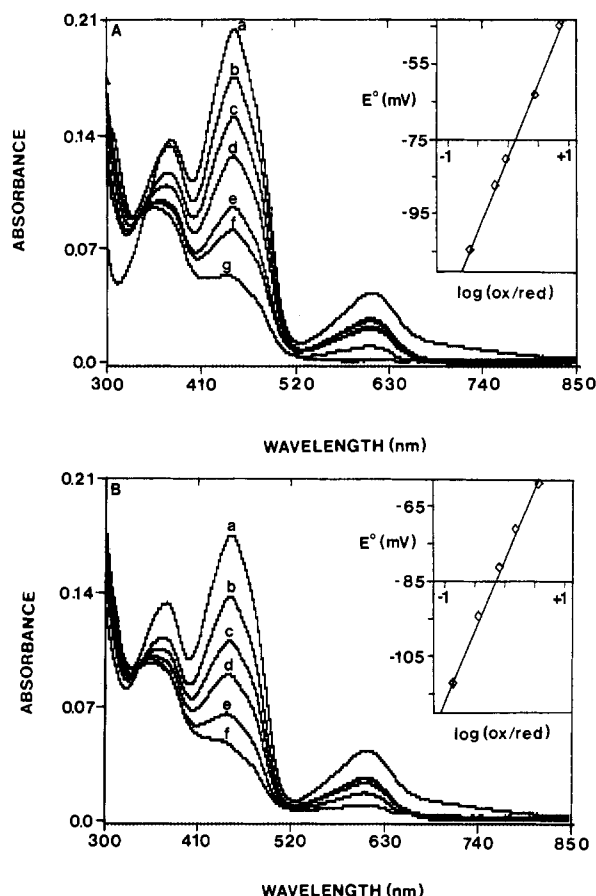 A
0.21
0.14
0.07
0.0
ABSORBANCE
a
b
c
d
e
f
g
300 410 520 630 740 850
WAVELENGTH (nm)
-55
E° (mV)
-75
-95
-1 +1
log (ox/red)
B
0.21
0.14
0.07
0.0
ABSORBANCE
a
b
c
d
e
f
300 410 520 630 740 850
WAVELENGTH (nm)
-65
E° (mV)
-85
-105
-1 +1
log (ox/red)